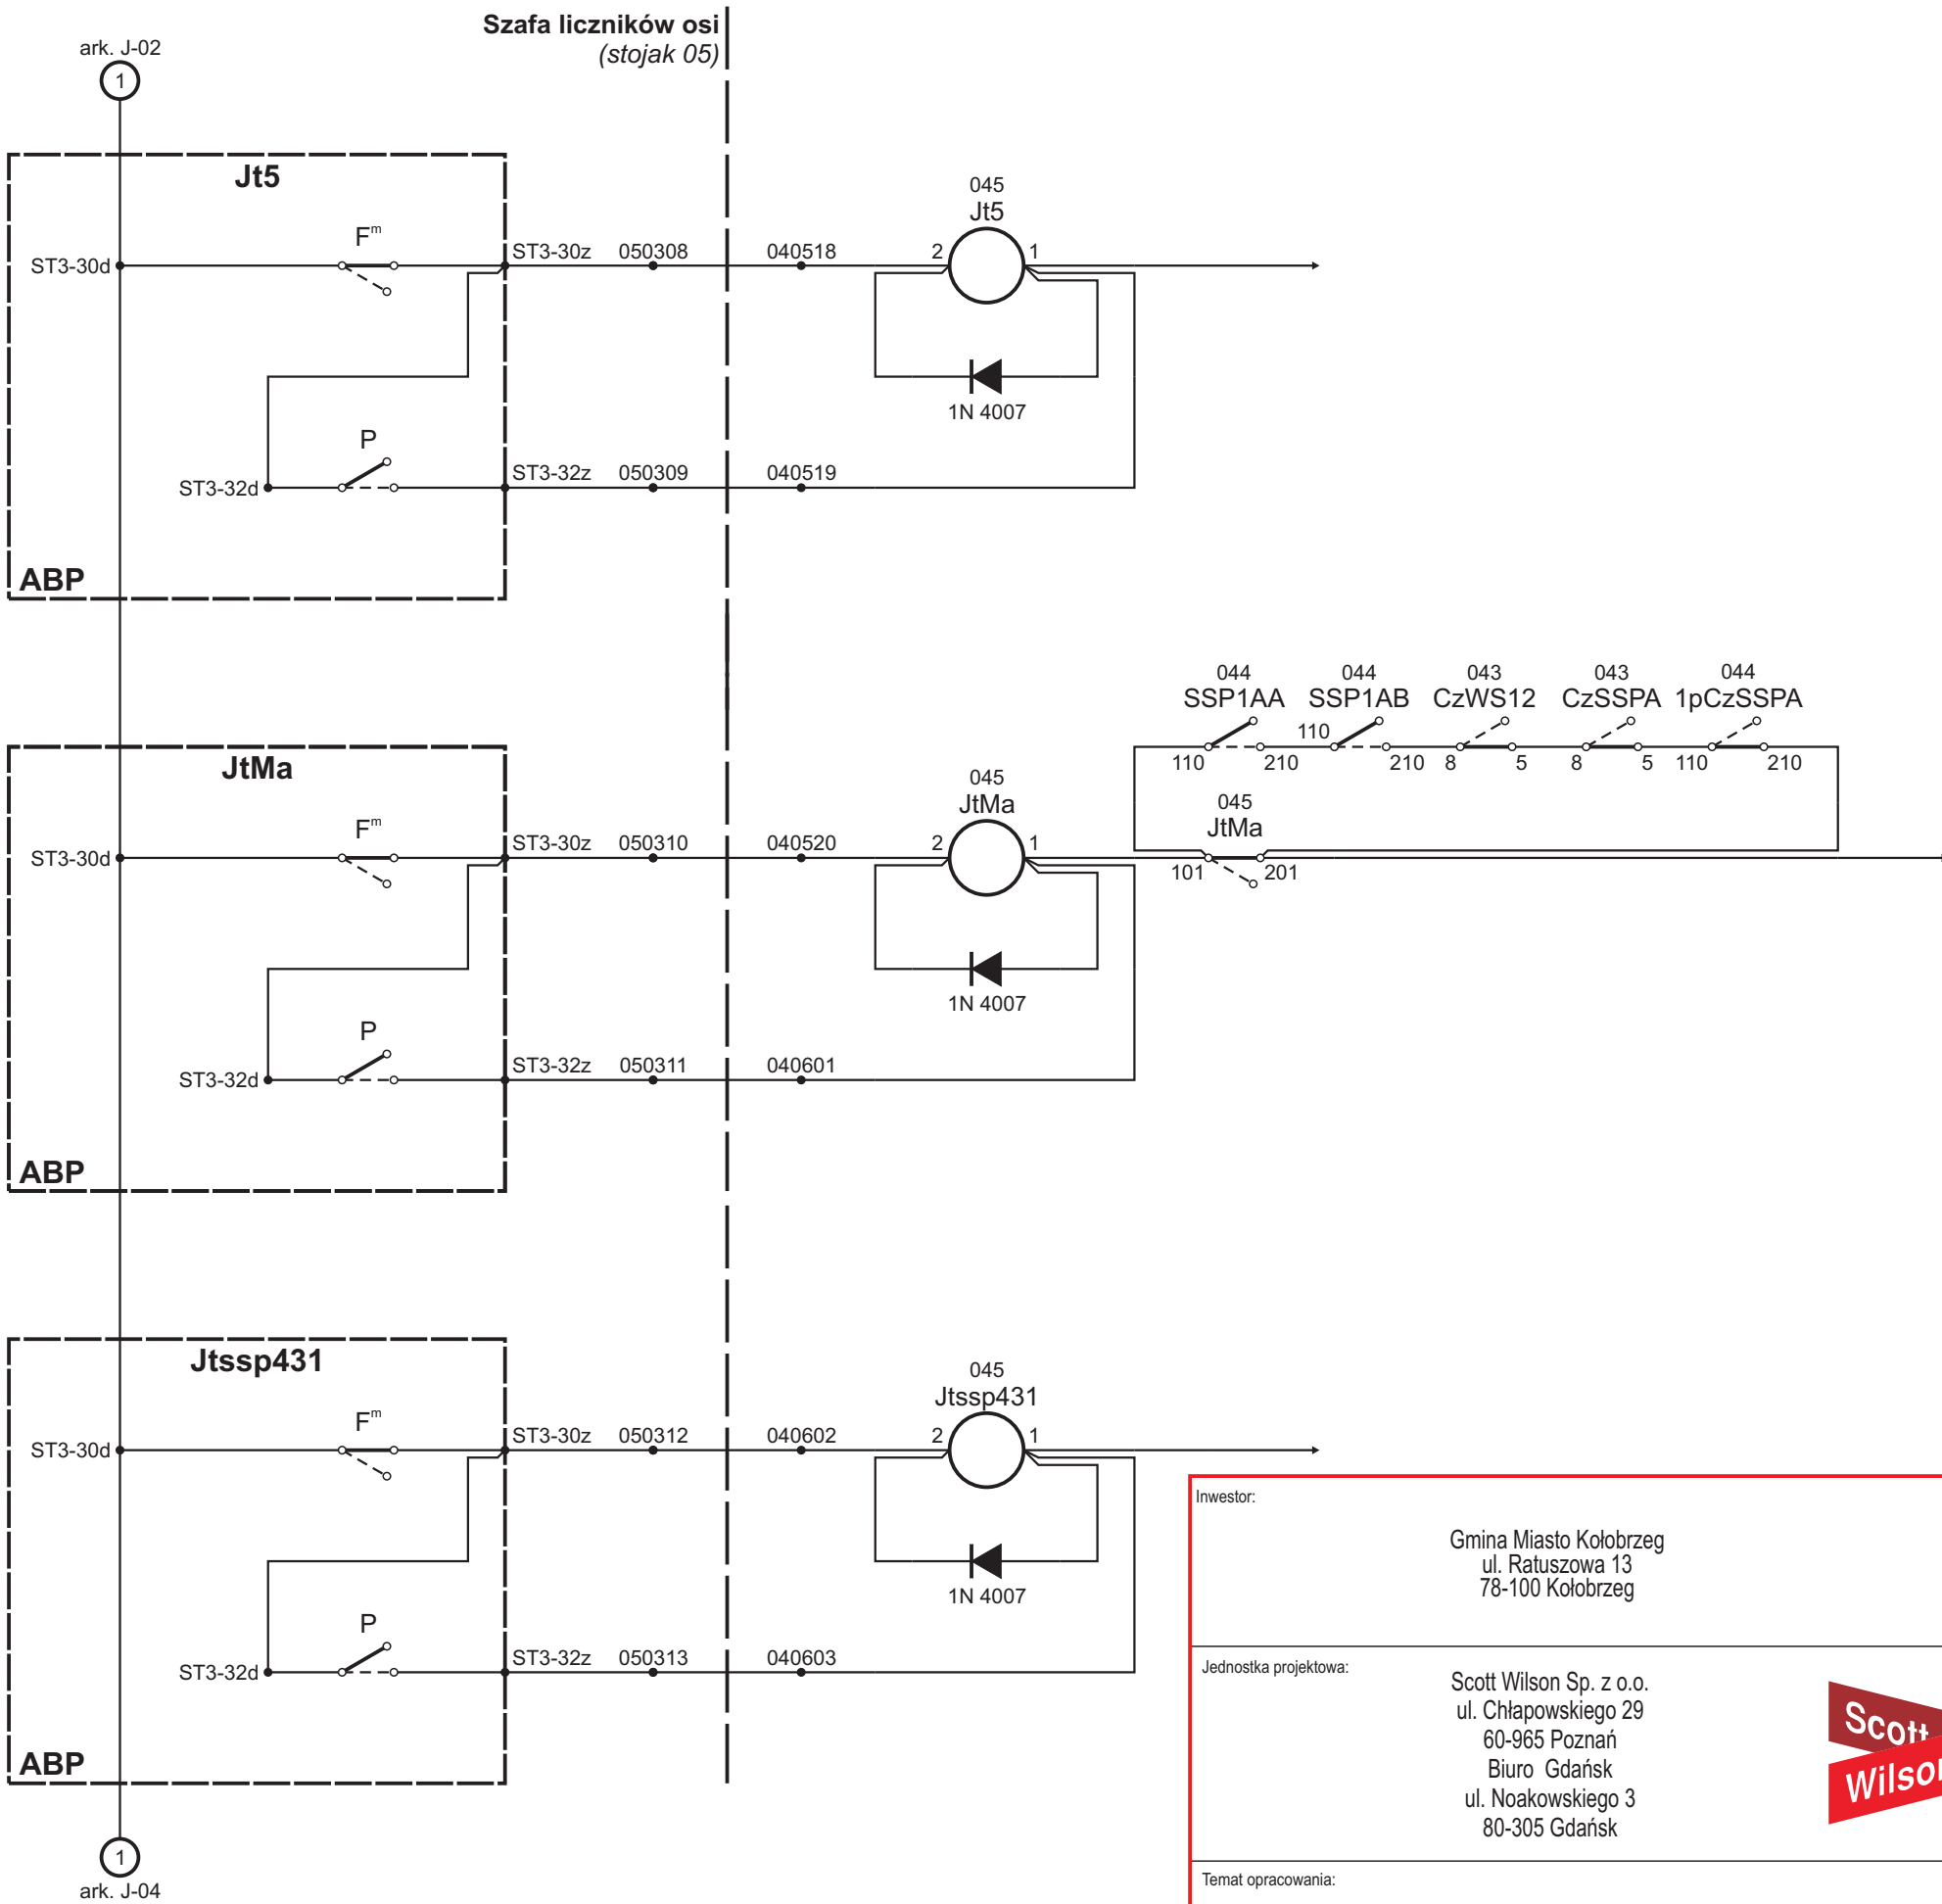 Szafa liczników osi
(stojak 05)
ark. J-02
1
Jt5
F^m
ST3-30d
ST3-30z
050308
040518
045
Jt5
2
1
1N 4007
P
ST3-32d
ST3-32z
050309
040519
ABP
JtMa
F^m
ST3-30d
ST3-30z
050310
040520
045
JtMa
2
1
1N 4007
044
SSP1AA
110
210
044
SSP1AB
110
210
043
CzWS12
8
5
043
CzSSPA
8
5
044
1pCzSSPA
110
210
045
JtMa
101
201
P
ST3-32d
ST3-32z
050311
040601
ABP
Jtssp431
F^m
ST3-30d
ST3-30z
050312
040602
045
Jtssp431
2
1
1N 4007
P
ST3-32d
ST3-32z
050313
040603
ABP
1
ark. J-04
Inwestor:
Gmina Miasto Kołobrzeg
ul. Ratuszowa 13
78-100 Kołobrzeg
Jednostka projektowa:
Scott Wilson Sp. z o.o.
ul. Chłapowskiego 29
60-965 Poznań
Biuro Gdańsk
ul. Noakowskiego 3
80-305 Gdańsk
Scott
Wilson
Temat opracowania: